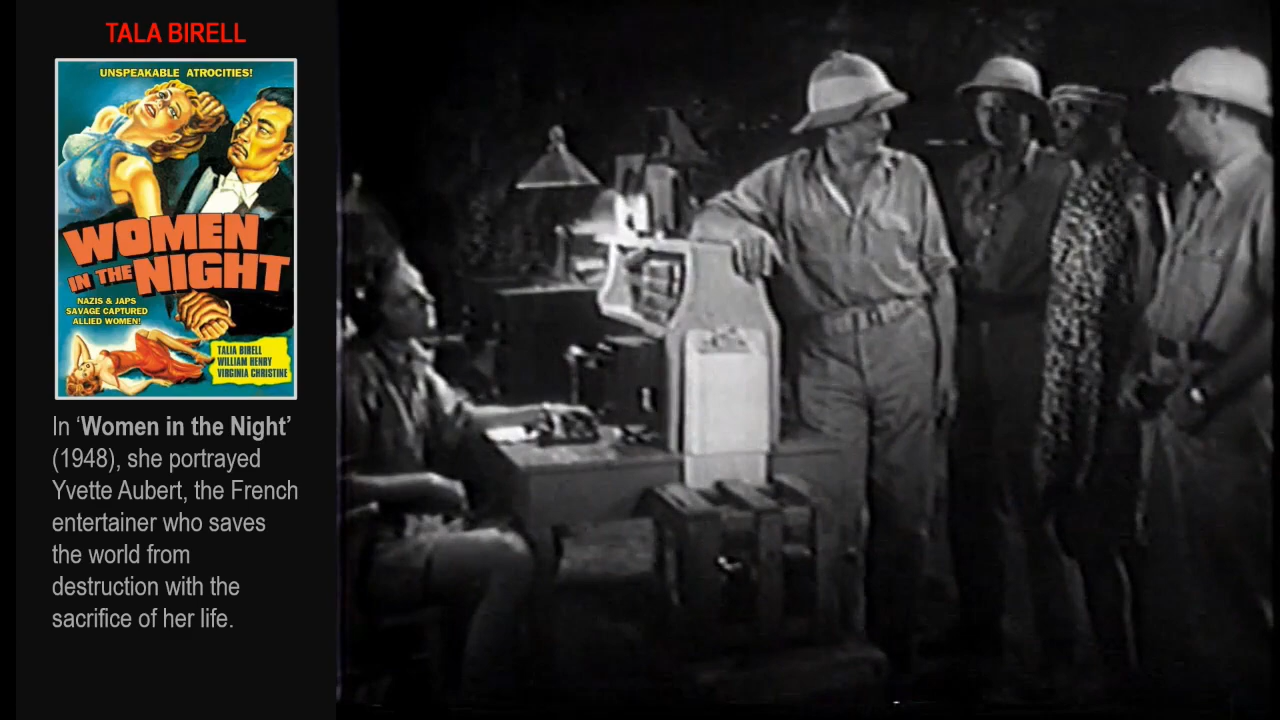 TALA BIRELL
UNSPEAKABLE ATROCITIES!
WOMEN
IN THE NIGHT
NAZIS & JAPS
SAVAGE CAPTURED
ALLIED WOMEN!
TALIA BIRELL
WILLIAM HENRY
VIRGINIA CHRISTINE
In ‘Women in the Night’
(1948), she portrayed
Yvette Aubert, the French
entertainer who saves
the world from
destruction with the
sacrifice of her life.